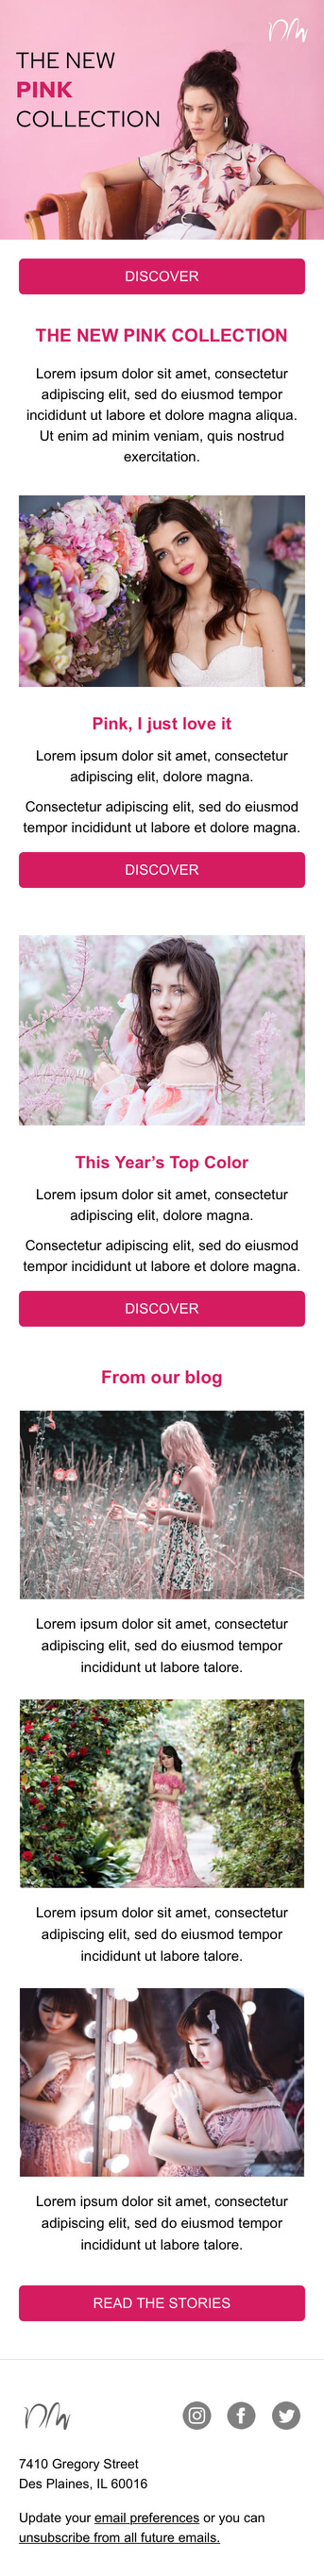 THE NEW
PINK
COLLECTION
DISCOVER
THE NEW PINK COLLECTION
Lorem ipsum dolor sit amet, consectetur
adipiscing elit, sed do eiusmod tempor
incididunt ut labore et dolore magna aliqua.
Ut enim ad minim veniam, quis nostrud
exercitation.
Pink, I just love it
Lorem ipsum dolor sit amet, consectetur
adipiscing elit, dolore magna.
Consectetur adipiscing elit, sed do eiusmod
tempor incididunt ut labore et dolore magna.
DISCOVER
This Year’s Top Color
Lorem ipsum dolor sit amet, consectetur
adipiscing elit, dolore magna.
Consectetur adipiscing elit, sed do eiusmod
tempor incididunt ut labore et dolore magna.
DISCOVER
From our blog
Lorem ipsum dolor sit amet, consectetur
adipiscing elit, sed do eiusmod tempor
incididunt ut labore talore.
Lorem ipsum dolor sit amet, consectetur
adipiscing elit, sed do eiusmod tempor
incididunt ut labore talore.
Lorem ipsum dolor sit amet, consectetur
adipiscing elit, sed do eiusmod tempor
incididunt ut labore talore.
READ THE STORIES
7410 Gregory Street
Des Plaines, IL 60016
Update your email preferences or you can
unsubscribe from all future emails.